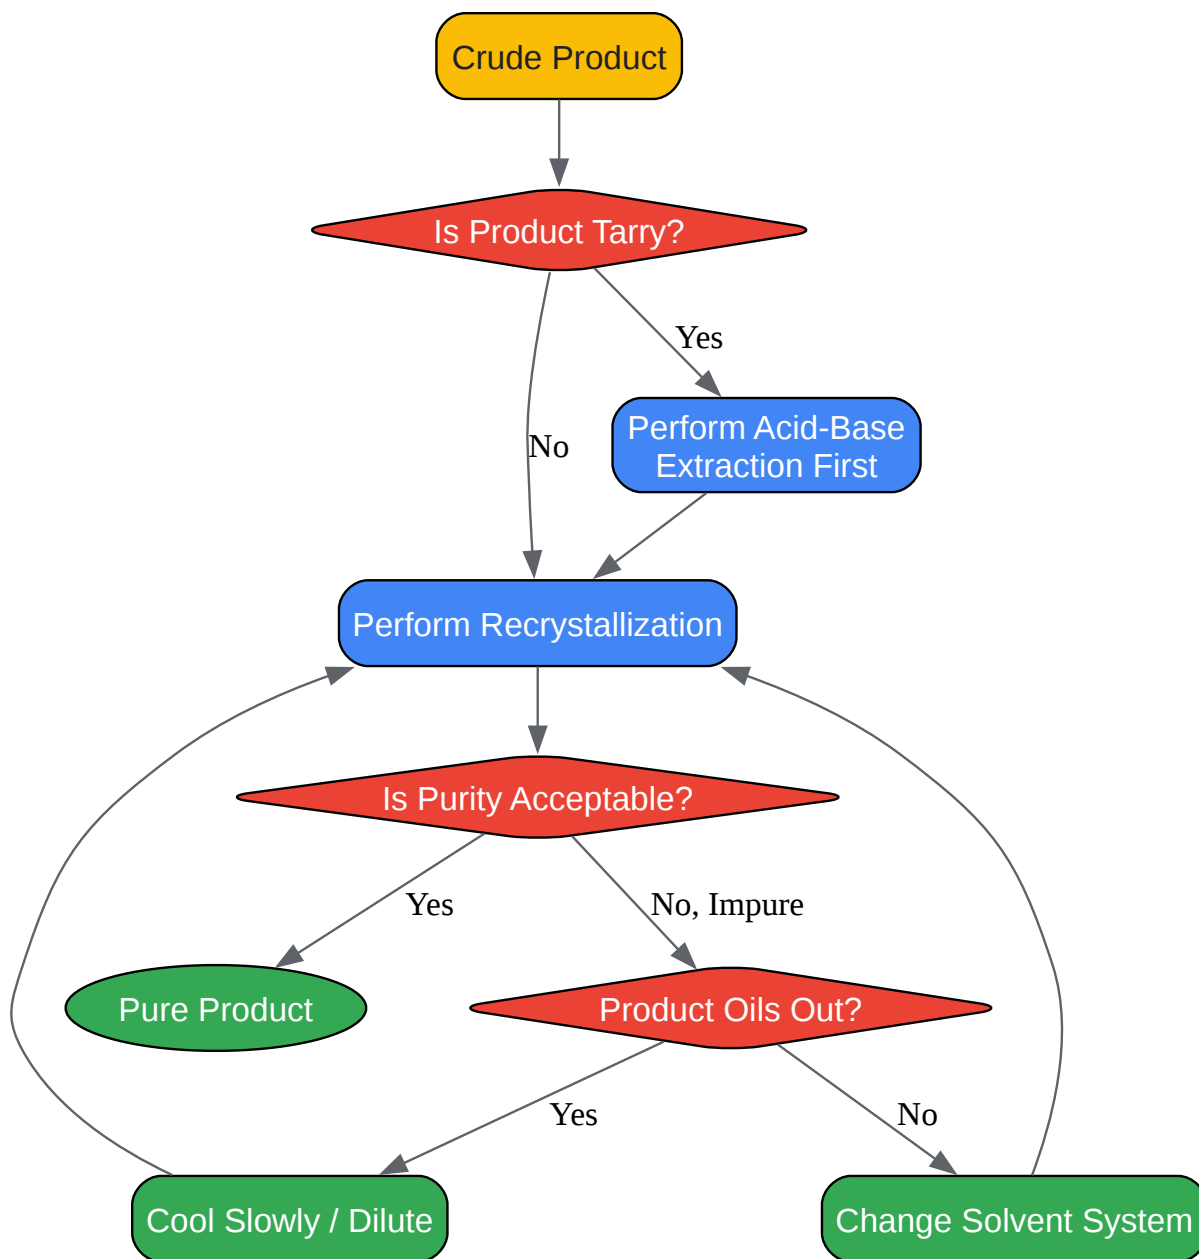 Crude Product
Is Product Tarry?
Yes
No
Perform Acid-Base
Extraction First
Perform Recrystallization
Is Purity Acceptable?
Yes
No, Impure
Pure Product
Product Oils Out?
Yes
No
Cool Slowly / Dilute
Change Solvent System